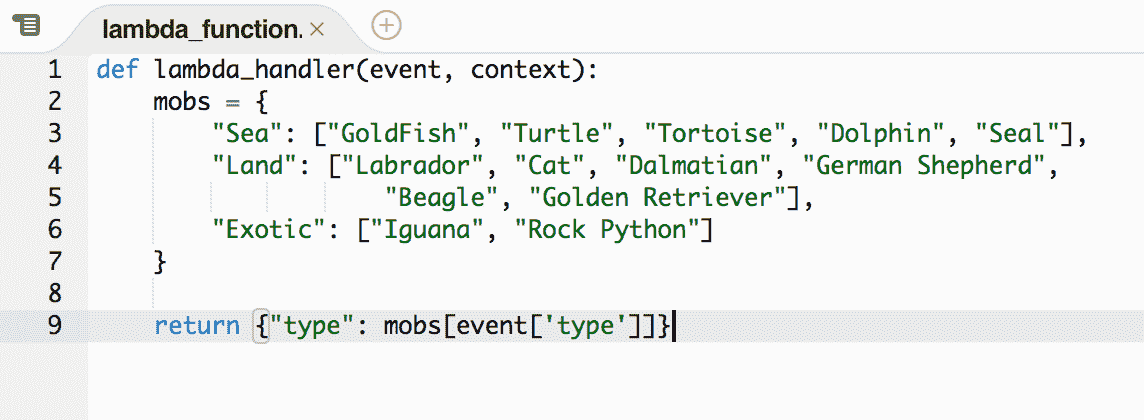 lambda_function. ×
1 def lambda_handler(event, context):
2     mobs = {
3         "Sea": ["GoldFish", "Turtle", "Tortoise", "Dolphin", "Seal"],
4         "Land": ["Labrador", "Cat", "Dalmatian", "German Shepherd",
5                     "Beagle", "Golden Retriever"],
6         "Exotic": ["Iguana", "Rock Python"]
7     }
8
9     return {"type": mobs[event['type']]}